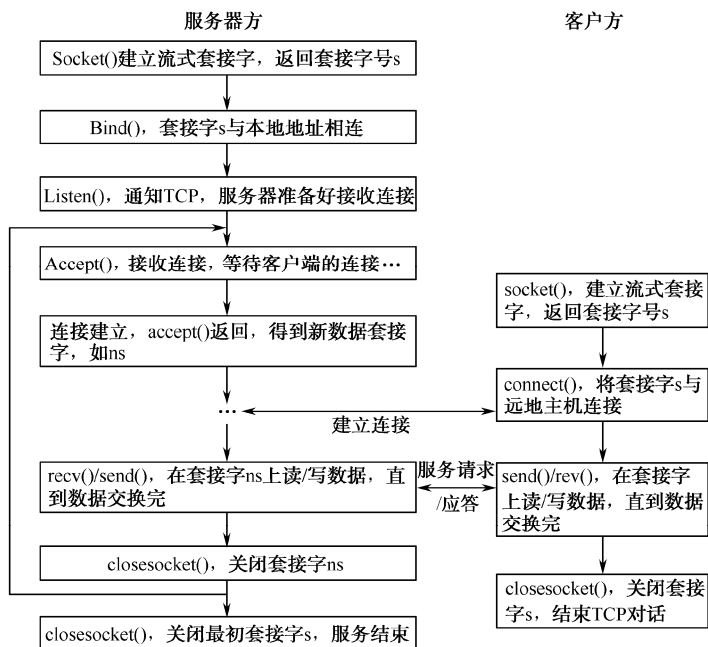 服务器方
客户方
Socket()建立流式套接字，返回套接字号s
Bind()，套接字s与本地地址相连
Listen()，通知TCP，服务器准备好接收连接
Accept()，接收连接，等待客户端的连接…
连接建立，accept()返回，得到新数据套接
字，如ns
…
recv()/send()，在套接字ns上读/写数据，直
到数据交换完
closesocket()，关闭套接字ns
closesocket()，关闭最初套接字s，服务结束
建立连接
服务请求
/应答
socket()，建立流式套接
字，返回套接字号s
connect()，将套接字s与
远地主机连接
send()/rev()，在套接字
上读/写数据，直到数据
交换完
closesocket()，关闭套接
字s，结束TCP对话